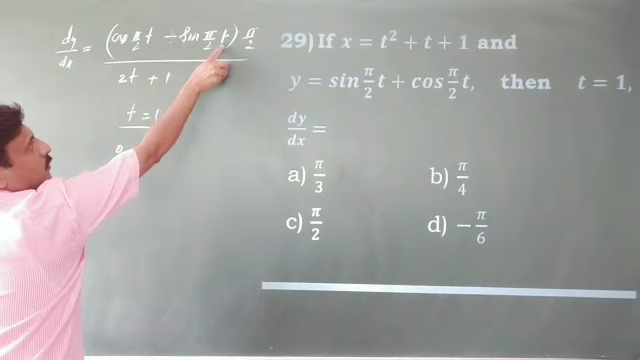 dy/dx = (cos π/2 t - sin π/2 t) π/2 / 2t + 1
t = 1
29) If x = t² + t + 1 and
y = sin π/2 t + cos π/2 t, then t = 1,
dy/dx =
a) π/3 b) π/4
c) π/2 d) -π/6